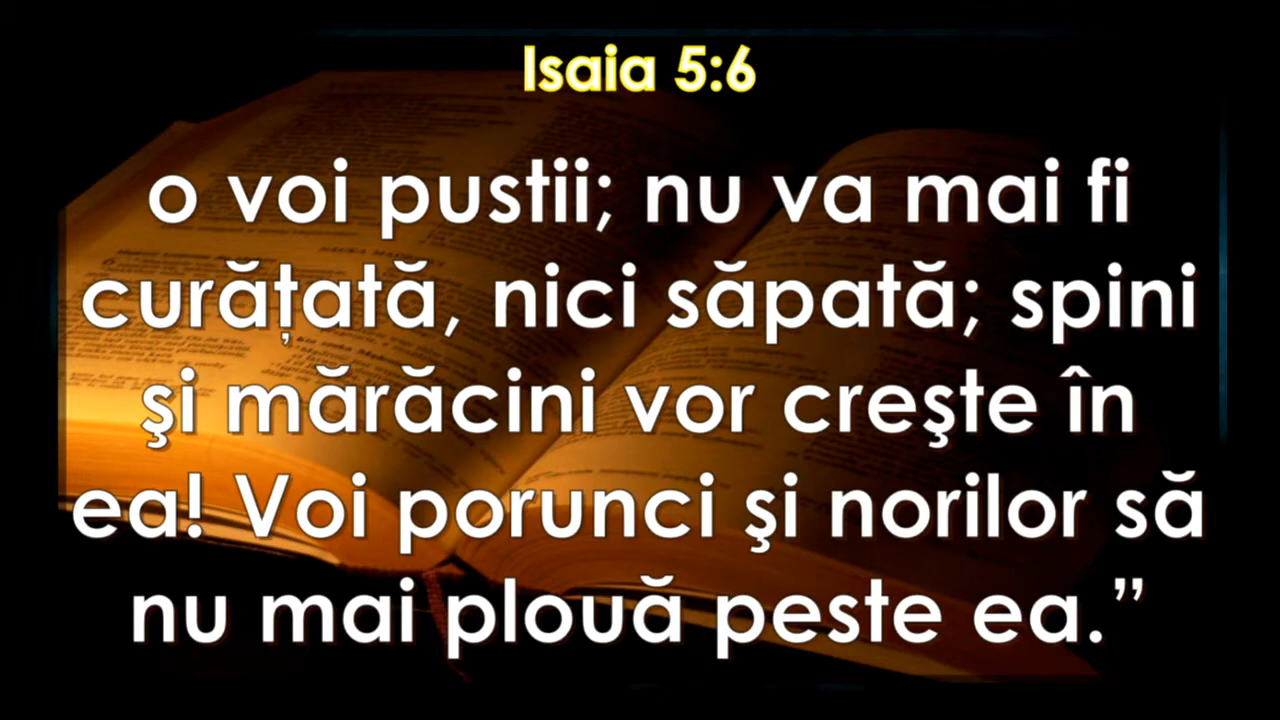 Isaia 5:6
o voi pustii; nu va mai fi
curăţată, nici săpată; spini
şi mărăcini vor creşte în
ea! Voi porunci şi norilor să
nu mai plouă peste ea.”